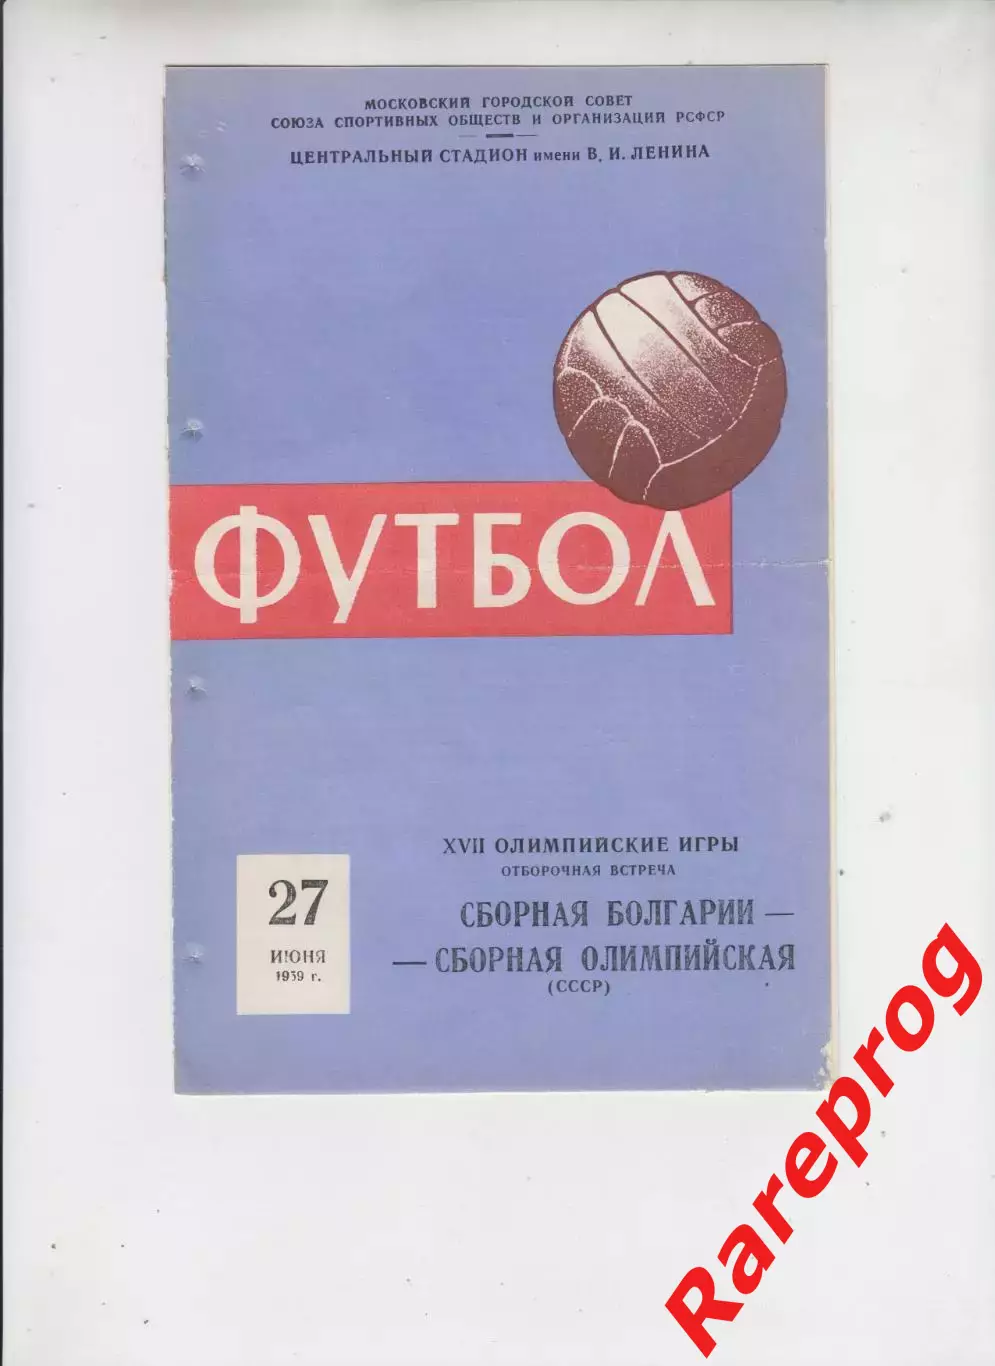 МОСКОВСКИЙ ГОРОДСКОЙ СОВЕТ
СОЮЗА СПОРТИВНЫХ ОБЩЕСТВ И ОРГАНИЗАЦИЙ РСФСР
ЦЕНТРАЛЬНЫЙ СТАДИОН имени В. И. ЛЕНИНА
ФУТБОЛ
XVII ОЛИМПИЙСКИЕ ИГРЫ
ОТБОРОЧНАЯ ВСТРЕЧА
СБОРНАЯ БОЛГАРИИ —
— СБОРНАЯ ОЛИМПИЙСКАЯ
(СССР)
27
ИЮНЯ
1959 г.
Rareprog